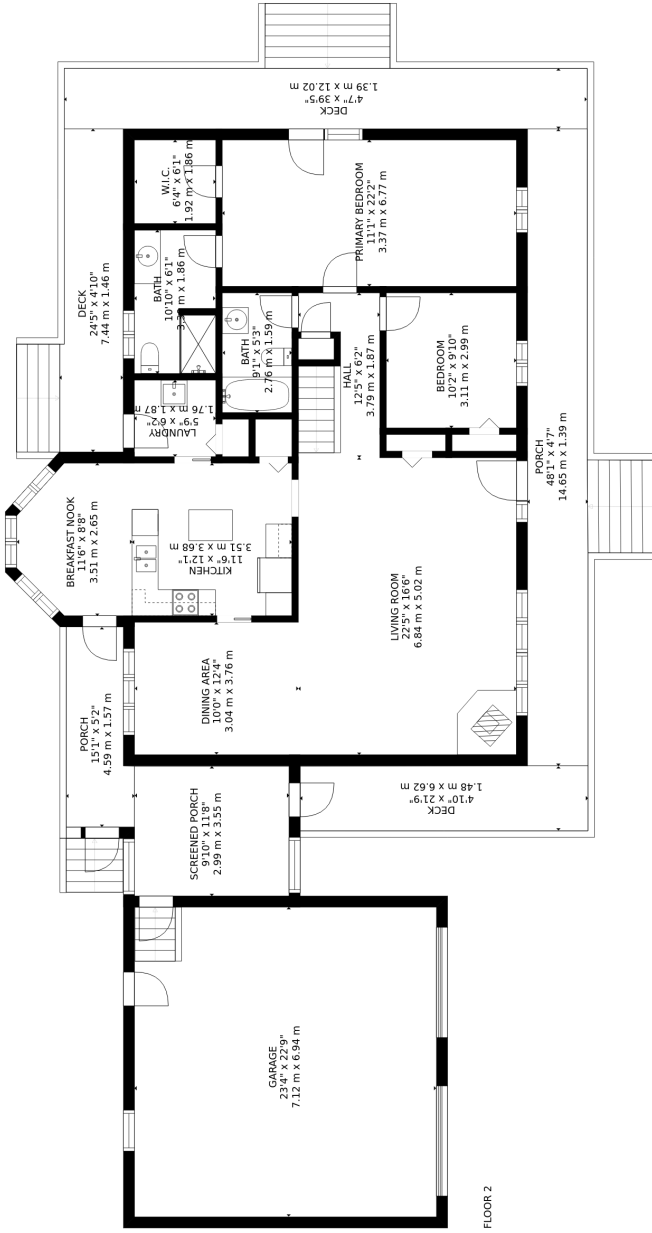 DECK
4'7" x 39'5"
1.39 m x 12.02 m
W.I.C.
6'4" x 6'1"
1.92 m x 1.86 m
PRIMARY BEDROOM
11'1" x 22'2"
3.37 m x 6.77 m
DECK
24'5" x 4'10"
7.44 m x 1.46 m
BATH
10'10" x 6'1"
m x 1.86 m
BATH
9'1" x 5'3"
2.76 m x 1.59 m
HALL
12'5" x 6'2"
3.79 m x 1.87 m
BEDROOM
10'2" x 9'10"
3.11 m x 2.99 m
LAUNDRY
5'9" x 6'2"
1.76 m x 1.87 m
PORCH
48'1" x 4'7"
14.65 m x 1.39 m
BREAKFAST NOOK
11'6" x 8'8"
3.51 m x 2.65 m
KITCHEN
11'6" x 12'1"
3.51 m x 3.68 m
LIVING ROOM
22'5" x 16'6"
6.84 m x 5.02 m
DINING AREA
10'0" x 12'4"
3.04 m x 3.76 m
PORCH
15'1" x 5'2"
4.59 m x 1.57 m
SCREENED PORCH
9'10" x 11'8"
2.99 m x 3.55 m
DECK
4'10" x 21'9"
1.48 m x 6.62 m
GARAGE
23'4" x 22'9"
7.12 m x 6.94 m
FLOOR 2